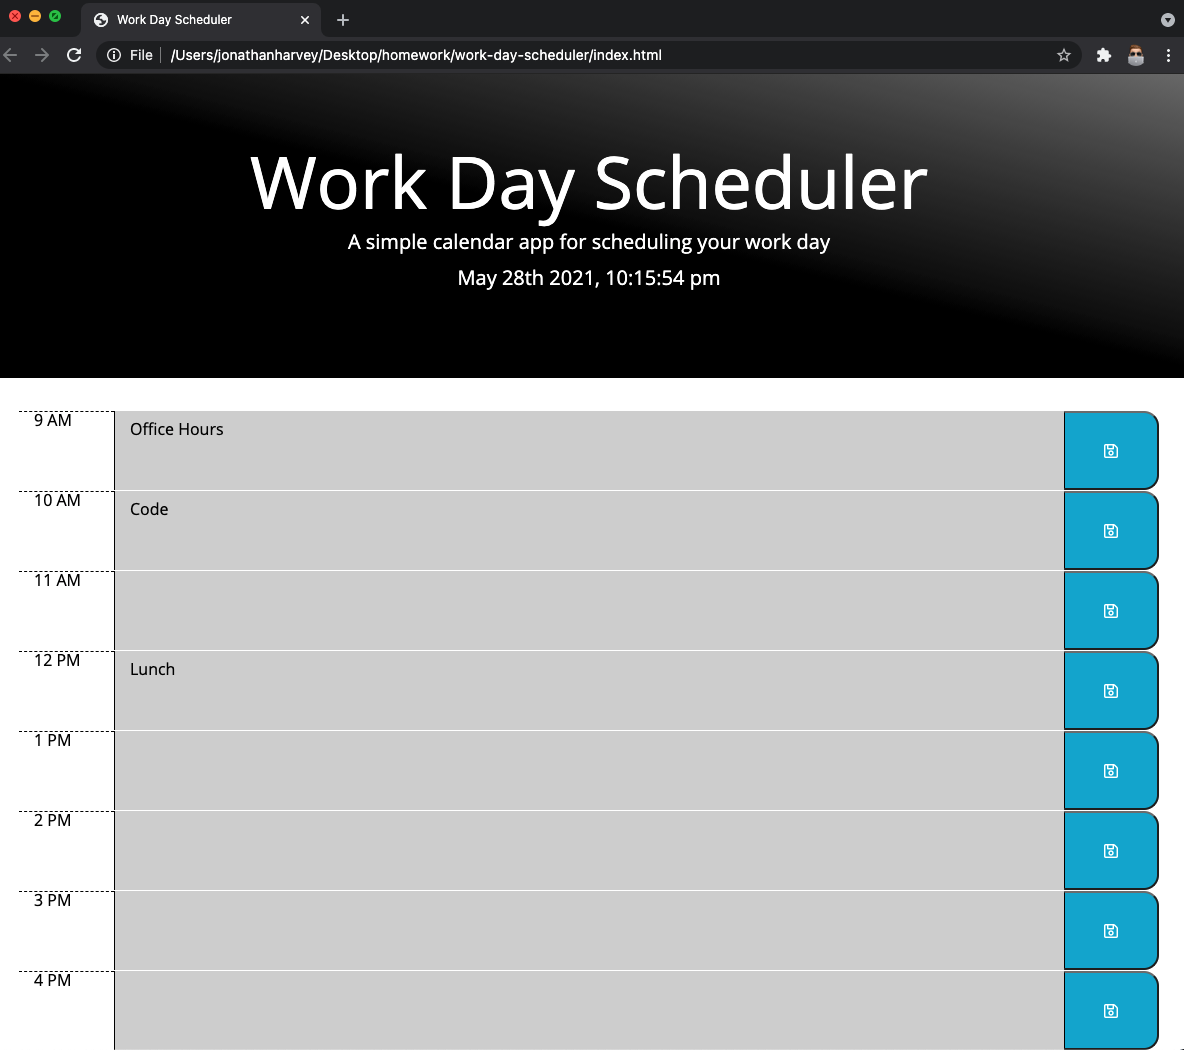 Work Day Scheduler
File /Users/jonathanharvey/Desktop/homework/work-day-scheduler/index.html
Work Day Scheduler
A simple calendar app for scheduling your work day
May 28th 2021, 10:15:54 pm
9 AM Office Hours
10 AM Code
11 AM
12 PM Lunch
1 PM
2 PM
3 PM
4 PM